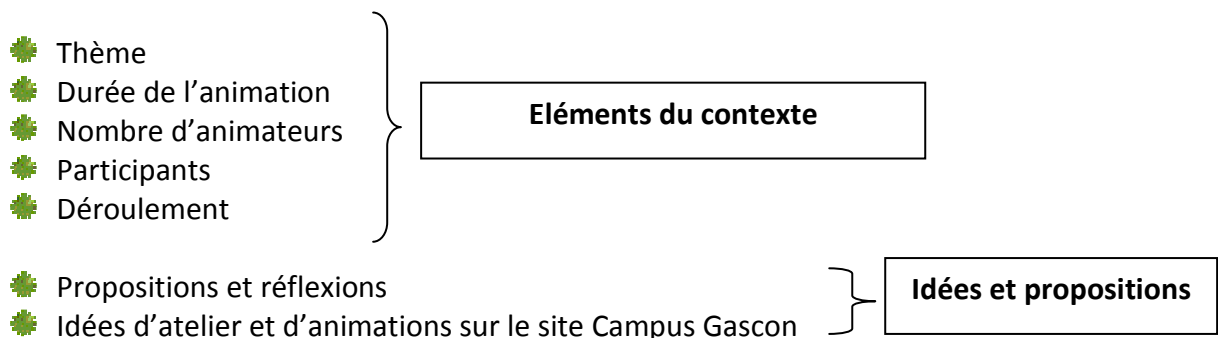 Thème
Durée de l’animation
Nombre d’animateurs
Participants
Déroulement
Eléments du contexte
Propositions et réflexions
Idées d’atelier et d’animations sur le site Campus Gascon
Idées et propositions